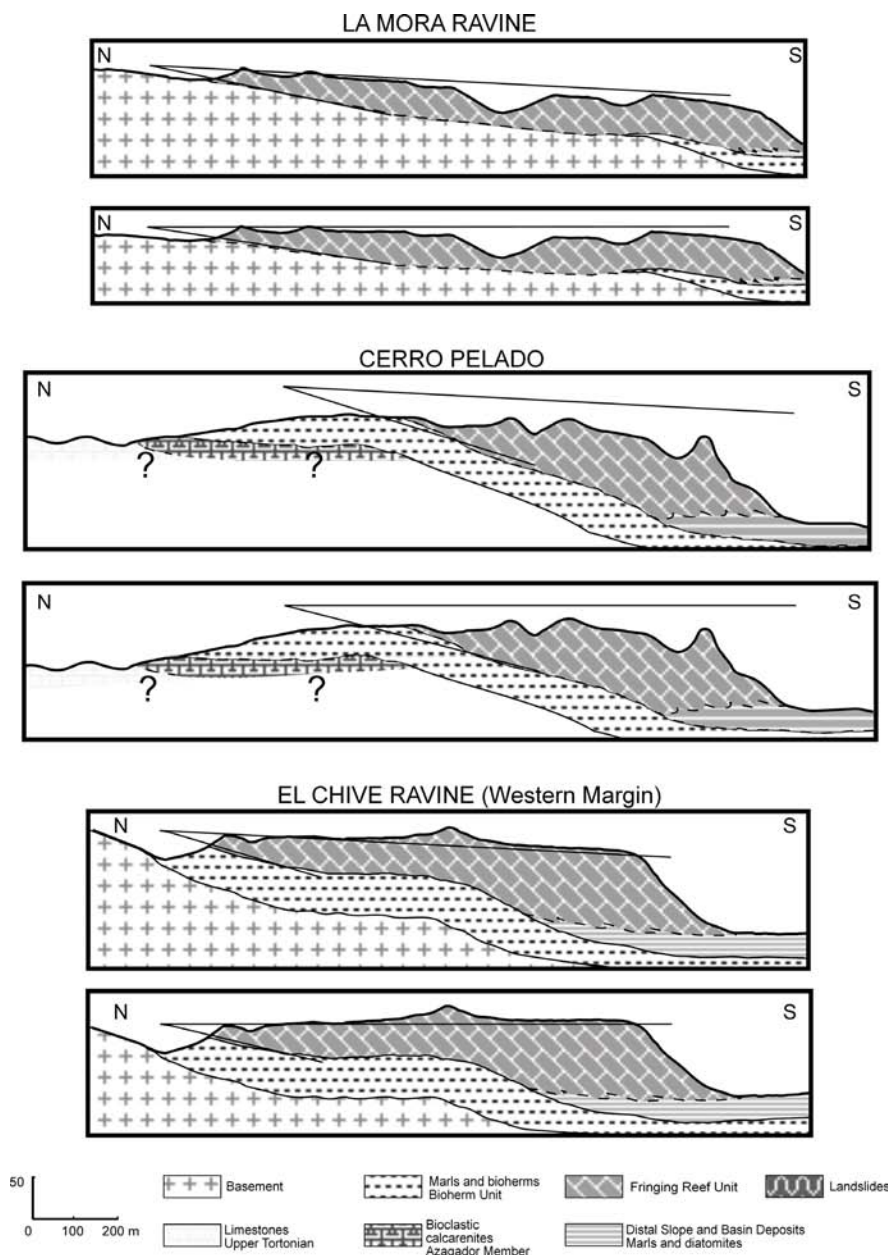 LA MORA RAVINE
N S
N S
CERRO PELADO
N S
? ?
N S
? ?
EL CHIVE RAVINE (Western Margin)
N S
N S
50
0 100 200 m
Basement
Marls and bioherms
Bioherm Unit
Fringing Reef Unit
Landslides
Limestones
Upper Tortonian
Bioclastic
calcarenites
Azagador Member
Distal Slope and Basin Deposits
Marls and diatomites